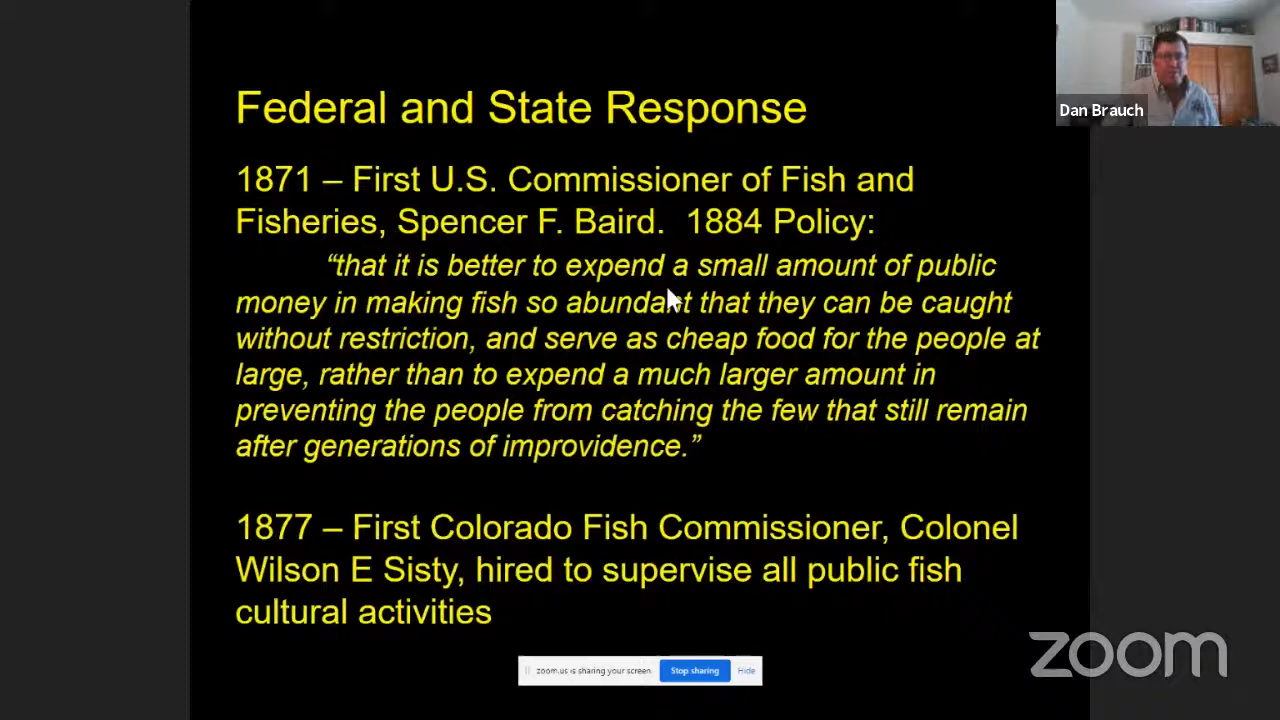 Federal and State Response
Dan Brauch
1871 – First U.S. Commissioner of Fish and
Fisheries, Spencer F. Baird.  1884 Policy:
“that it is better to expend a small amount of public
money in making fish so abundant that they can be caught
without restriction, and serve as cheap food for the people at
large, rather than to expend a much larger amount in
preventing the people from catching the few that still remain
after generations of improvidence.”
1877 – First Colorado Fish Commissioner, Colonel
Wilson E Sisty, hired to supervise all public fish
cultural activities
zoom
zoom.us is sharing your screen. Stop sharing Hide